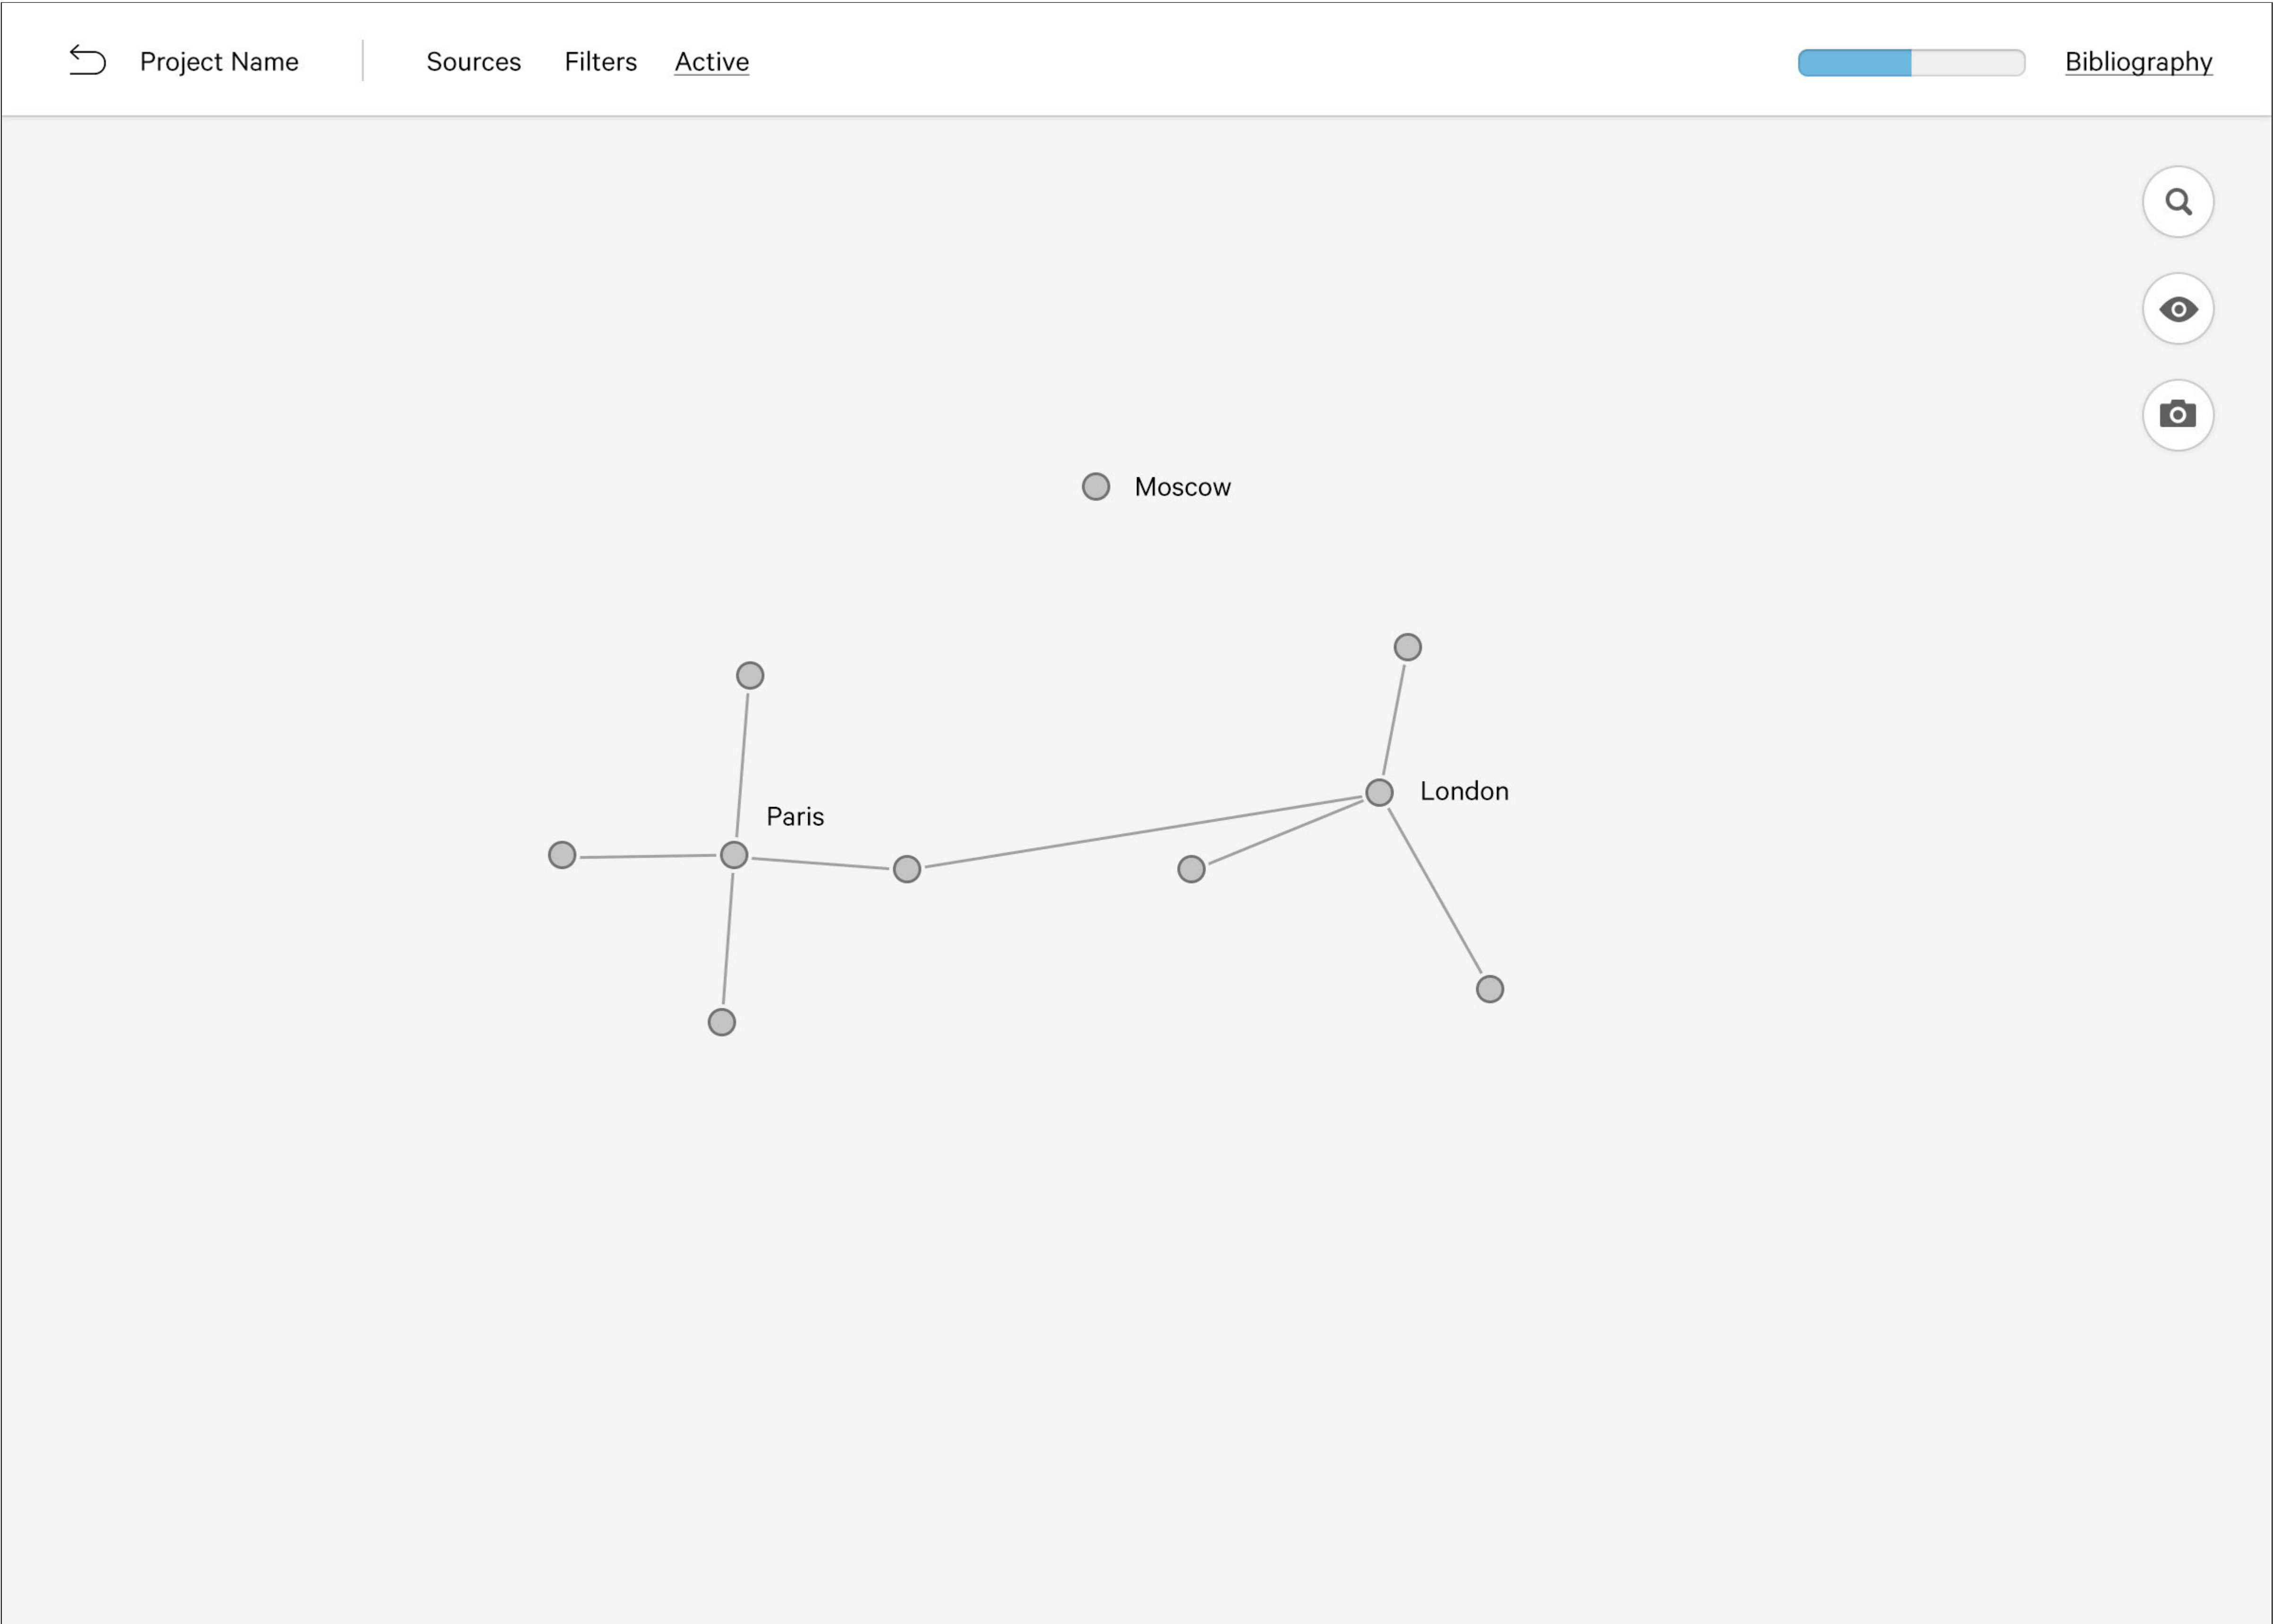 Project Name
Sources
Filters
Active
Bibliography
Moscow
London
Paris